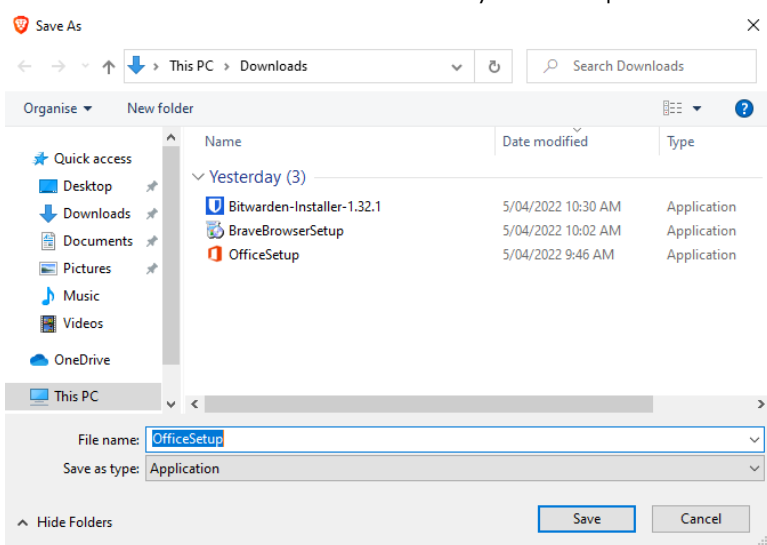 Save As
This PC › Downloads
Search Downloads
Organise
New folder
Name Date modified Type
Quick access
Desktop
Downloads
Documents
Pictures
Music
Videos
OneDrive
This PC
Yesterday (3)
Bitwarden-Installer-1.32.1 5/04/2022 10:30 AM Application
BraveBrowserSetup 5/04/2022 10:02 AM Application
OfficeSetup 5/04/2022 9:46 AM Application
File name: OfficeSetup
Save as type: Application
Hide Folders
Save
Cancel